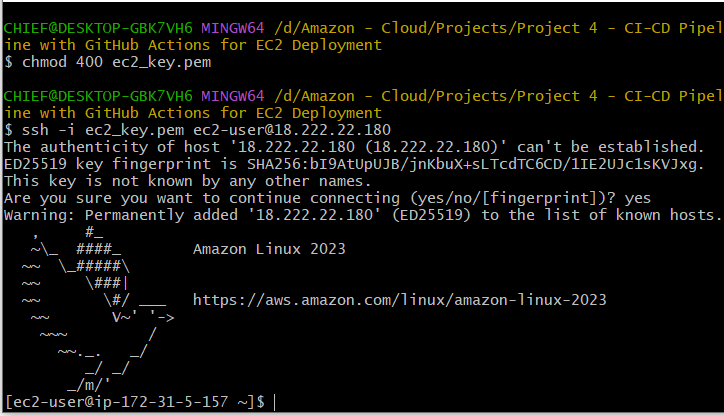 CHIEF@DESKTOP-GBK7VH6 MINGW64 /d/Amazon - Cloud/Projects/Project 4 - CI-CD Pipel
ine with GitHub Actions for EC2 Deployment
$ chmod 400 ec2_key.pem

CHIEF@DESKTOP-GBK7VH6 MINGW64 /d/Amazon - Cloud/Projects/Project 4 - CI-CD Pipel
ine with GitHub Actions for EC2 Deployment
$ ssh -i ec2_key.pem ec2-user@18.222.22.180
The authenticity of host '18.222.22.180 (18.222.22.180)' can't be established.
ED25519 key fingerprint is SHA256:bI9AtUpUJB/jnKbuX+sLTcdTC6CD/1IE2UJc1sKVJxg.
This key is not known by any other names.
Are you sure you want to continue connecting (yes/no/[fingerprint])? yes
Warning: Permanently added '18.222.22.180' (ED25519) to the list of known hosts.
   ,     #_
   ~\_  ####_        Amazon Linux 2023
  ~~  \_#####\
  ~~     \###|
  ~~       \#/ ___   https://aws.amazon.com/linux/amazon-linux-2023
   ~~       V~' '->
    ~~~         /
      ~~._.   _/
         _/ _/
       _/m/'
[ec2-user@ip-172-31-5-157 ~]$